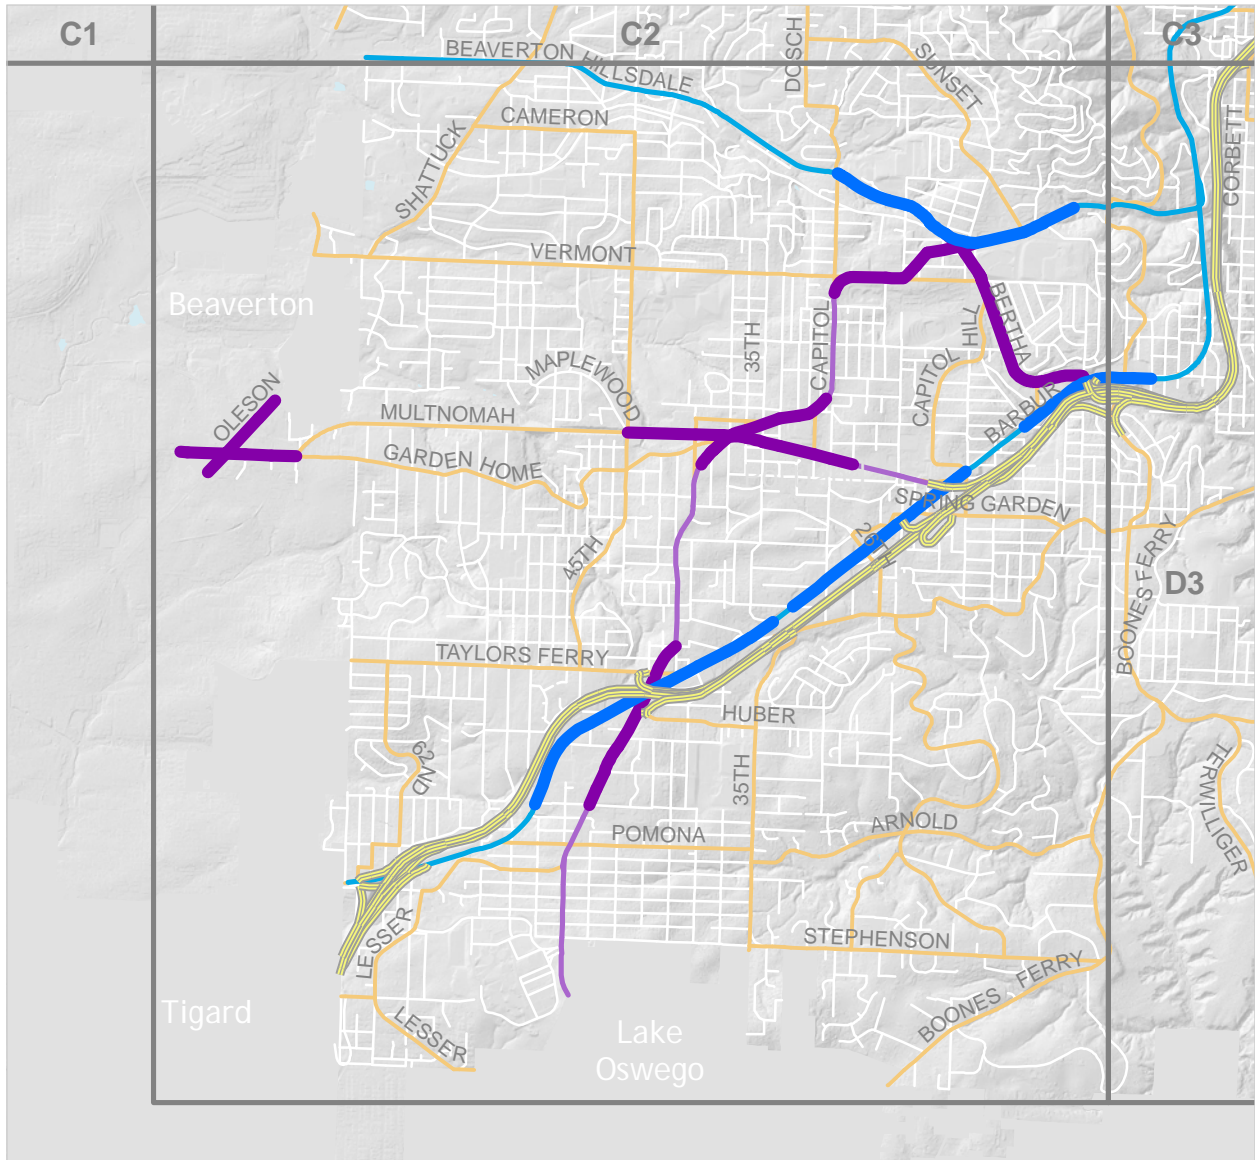 C1
C2
C3
BEAVERTON HILLSDALE
DOSCH
SUNSET
CAMERON
SHATTUCK
CORBETT
VERMONT
Beaverton
BERTHA
35TH
CAPITOL
CAPITOL HILL
MAPLEWOOD
OLESON
MULTNOMAH
BARBUR
GARDEN HOME
SPRING GARDEN
26TH
45TH
BOONES FERRY
D3
TAYLORS FERRY
HUBER
62ND
35TH
TERWILLIGER
POMONA
ARNOLD
LESSER
STEPHENSON
BOONES FERRY
Tigard
LESSER
Lake
Oswego